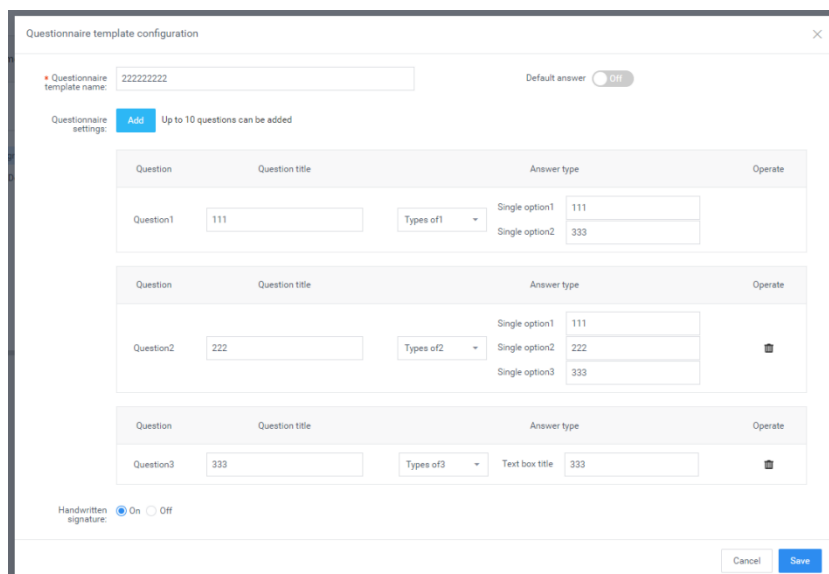 Questionnaire template configuration
* Questionnaire template name: 222222222 Default answer Off
Questionnaire settings: Add Up to 10 questions can be added
Question Question title Answer type Operate
Question1 111 Types of1 Single option1 111
Single option2 333
Question Question title Answer type Operate
Single option1 111
Question2 222 Types of2 Single option2 222
Single option3 333
Question Question title Answer type Operate
Question3 333 Types of3 Text box title 333
Handwritten signature: On Off
Cancel Save